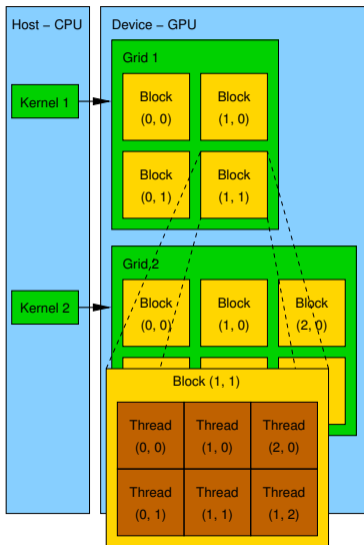 Host – CPU
Device – GPU
Grid 1
Kernel 1
Block
(0, 0)
Block
(1, 0)
Block
(0, 1)
Block
(1, 1)
Grid 2
Kernel 2
Block
(0, 0)
Block
(1, 0)
Block
(2, 0)
Block (1, 1)
Thread
(0, 0)
Thread
(1, 0)
Thread
(2, 0)
Thread
(0, 1)
Thread
(1, 1)
Thread
(1, 2)